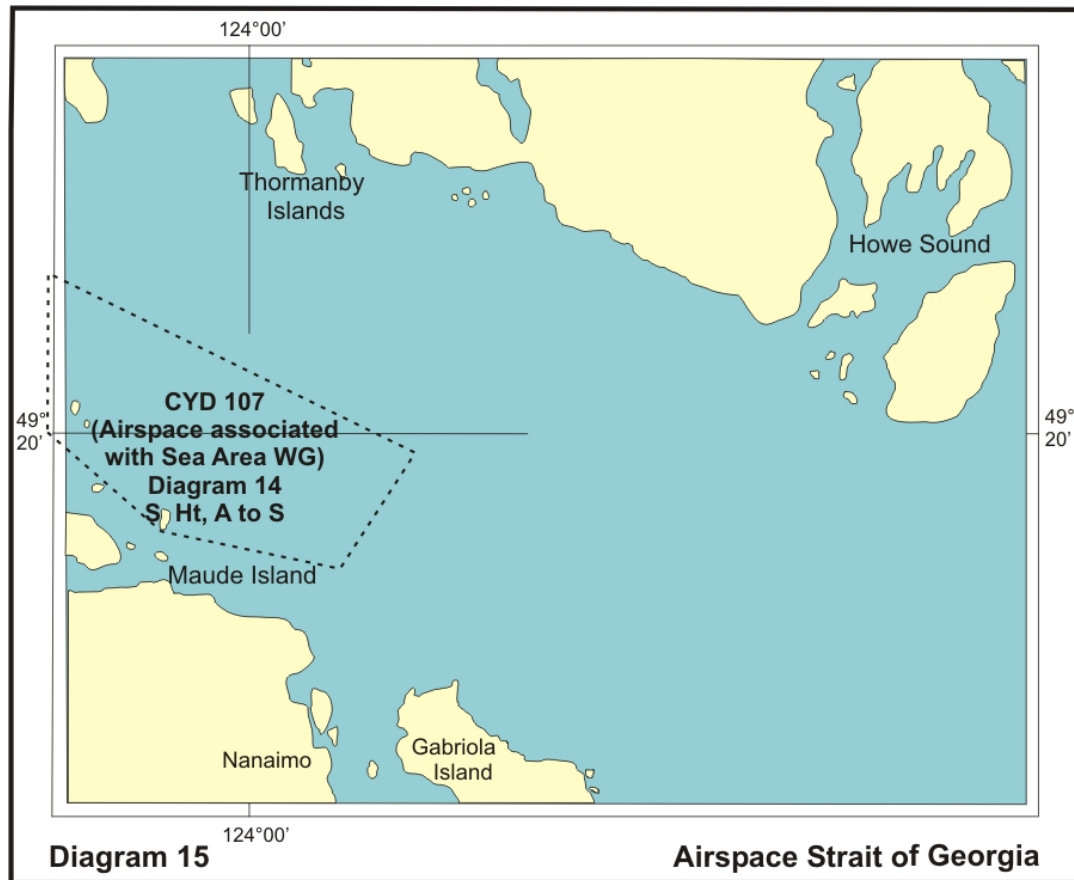 124°00’
Thormanby
Islands
Howe Sound
CYD 107
(Airspace associated
with Sea Area WG)
Diagram 14
S, Ht, A to S
49°
20’
49°
20’
Maude Island
Nanaimo
Gabriola
Island
124°00’
Diagram 15
Airspace Strait of Georgia